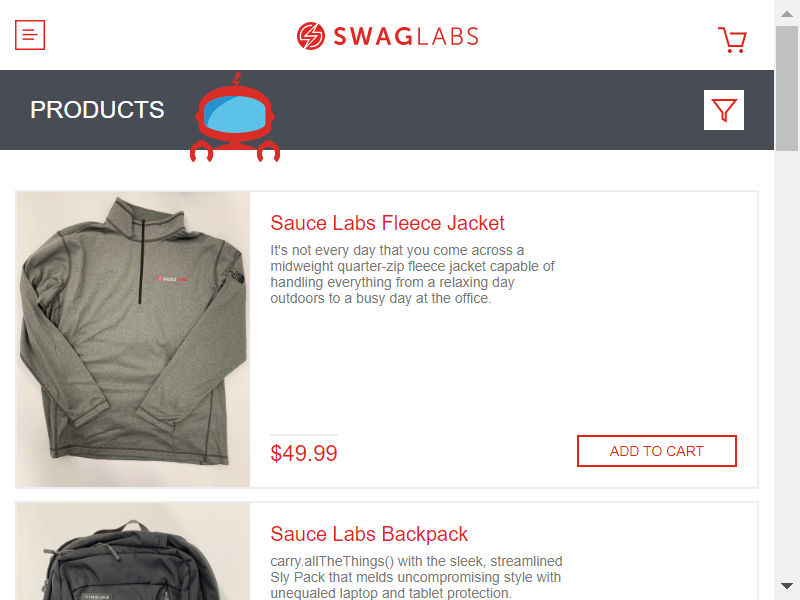 SWAGLABS
PRODUCTS
Sauce Labs Fleece Jacket
It's not every day that you come across a
midweight quarter-zip fleece jacket capable of
handling everything from a relaxing day
outdoors to a busy day at the office.
$49.99
ADD TO CART
Sauce Labs Backpack
carry.allTheThings() with the sleek, streamlined
Sly Pack that melds uncompromising style with
unequaled laptop and tablet protection.